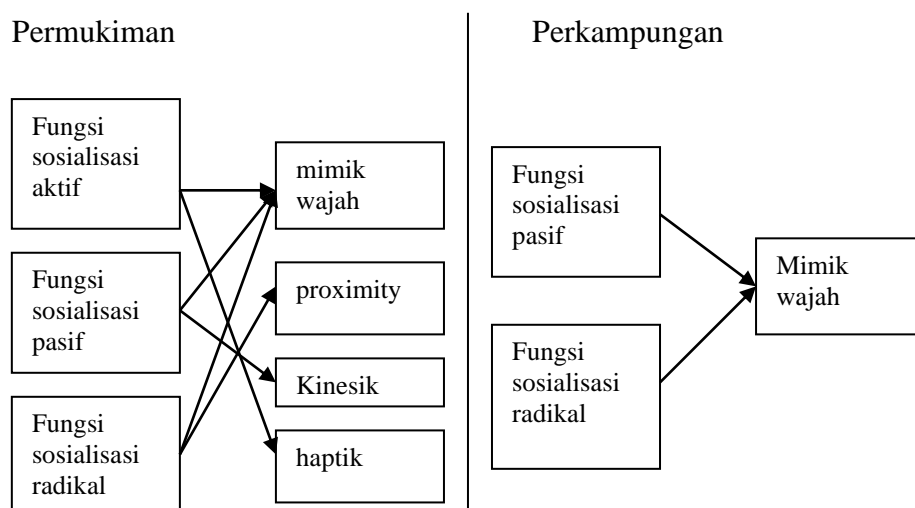 Permukiman
Fungsi
sosialisasi
aktif
Fungsi
sosialisasi
pasif
Fungsi
sosialisasi
radikal
mimik
wajah
proximity
Kinesik
haptik
Perkampungan
Fungsi
sosialisasi
pasif
Fungsi
sosialisasi
radikal
Mimik
wajah